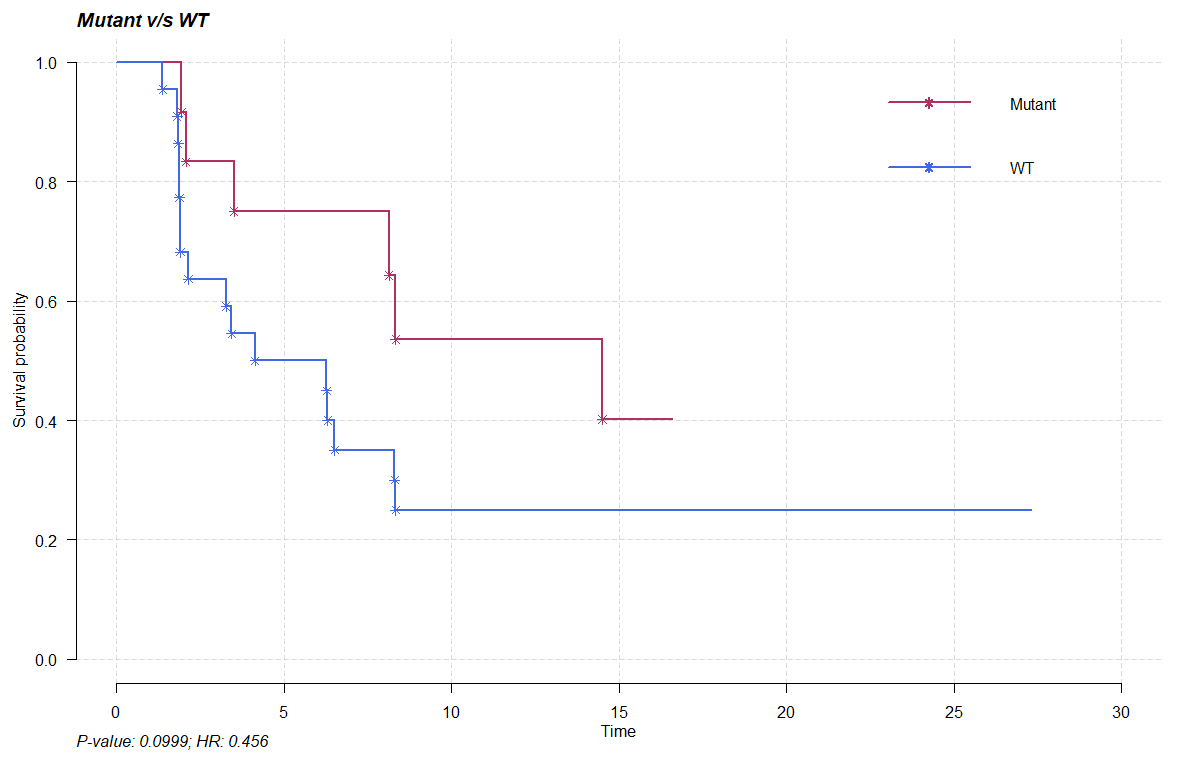 Mutant v/s WT
1.0
0.8
0.6
0.4
0.2
0.0
Survival probability
Mutant
WT
0 5 10 15 20 25 30
Time
P-value: 0.0999; HR: 0.456